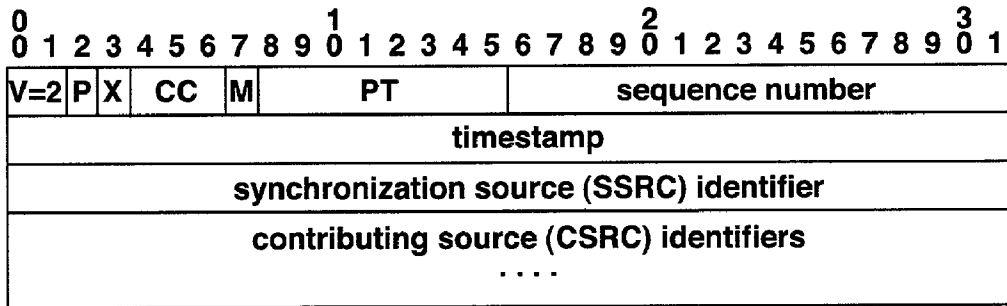 0 1 2 3
0 1 2 3 4 5 6 7 8 9 0 1 2 3 4 5 6 7 8 9 0 1 2 3 4 5 6 7 8 9 0 1
V=2 P X CC M PT sequence number
timestamp
synchronization source (SSRC) identifier
contributing source (CSRC) identifiers
....